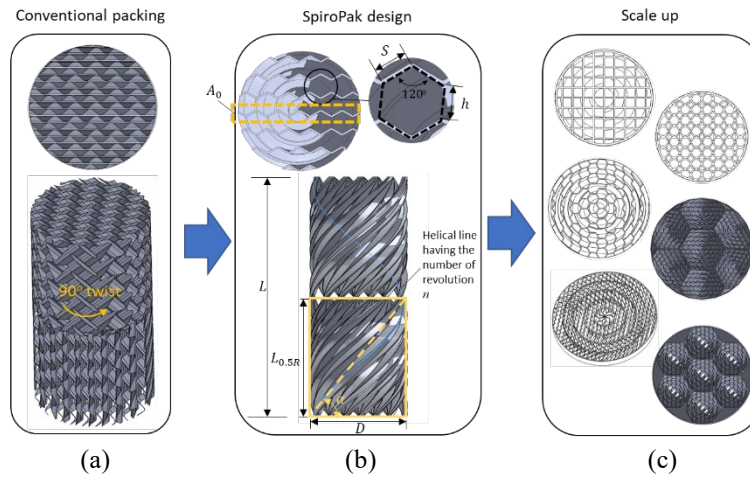 Conventional packing
SpiroPak design
Scale up
90° twist
A₀
S
120°
h
L
Helical line
having the
number of
revolution
n
L₀.₅R
α
D
(a)
(b)
(c)